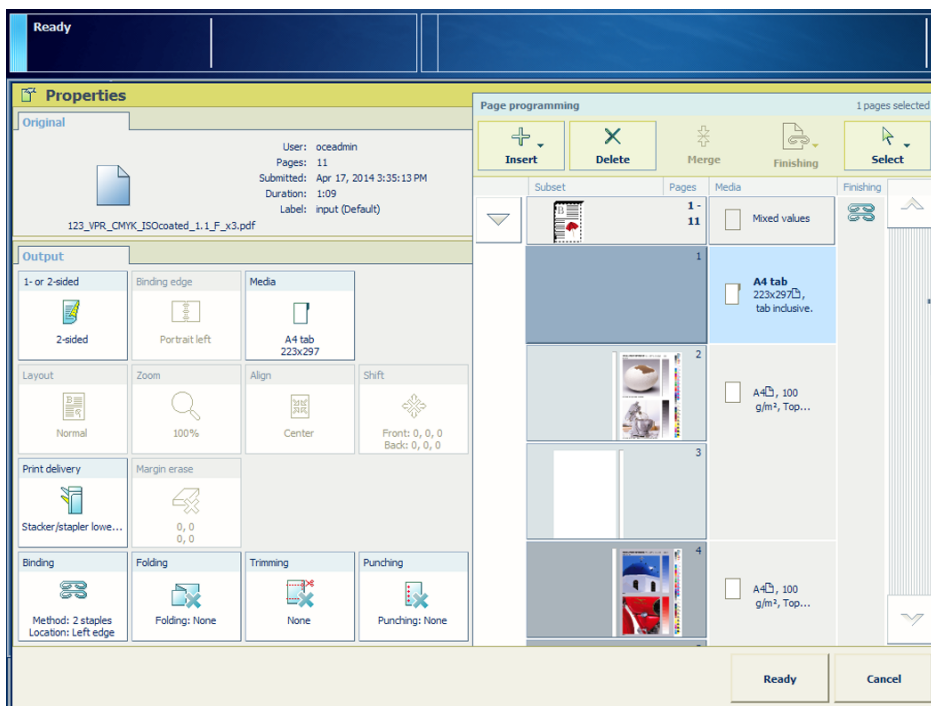 Ready
Properties
Page programming
1 pages selected
Original
User: oceadmin
Pages: 11
Submitted: Apr 17, 2014 3:35:13 PM
Duration: 1:09
Label: input (Default)
123_VPR_CMYK_ISOcoated_1.1_F_x3.pdf
Insert
Delete
Merge
Finishing
Select
Subset
Pages
Media
Finishing
1 -
11
Mixed values
1
A4 tab
223x297,
tab inclusive.
2
A4, 100
g/m², Top...
3
4
A4, 100
g/m², Top...
Output
1- or 2-sided
2-sided
Binding edge
Portrait left
Media
A4 tab
223x297
Layout
Normal
Zoom
100%
Align
Center
Shift
Front: 0, 0, 0
Back: 0, 0, 0
Print delivery
Stacker/stapler lowe...
Margin erase
0, 0
0, 0
Binding
Method: 2 staples
Location: Left edge
Folding
Folding: None
Trimming
None
Punching
Punching: None
Ready
Cancel